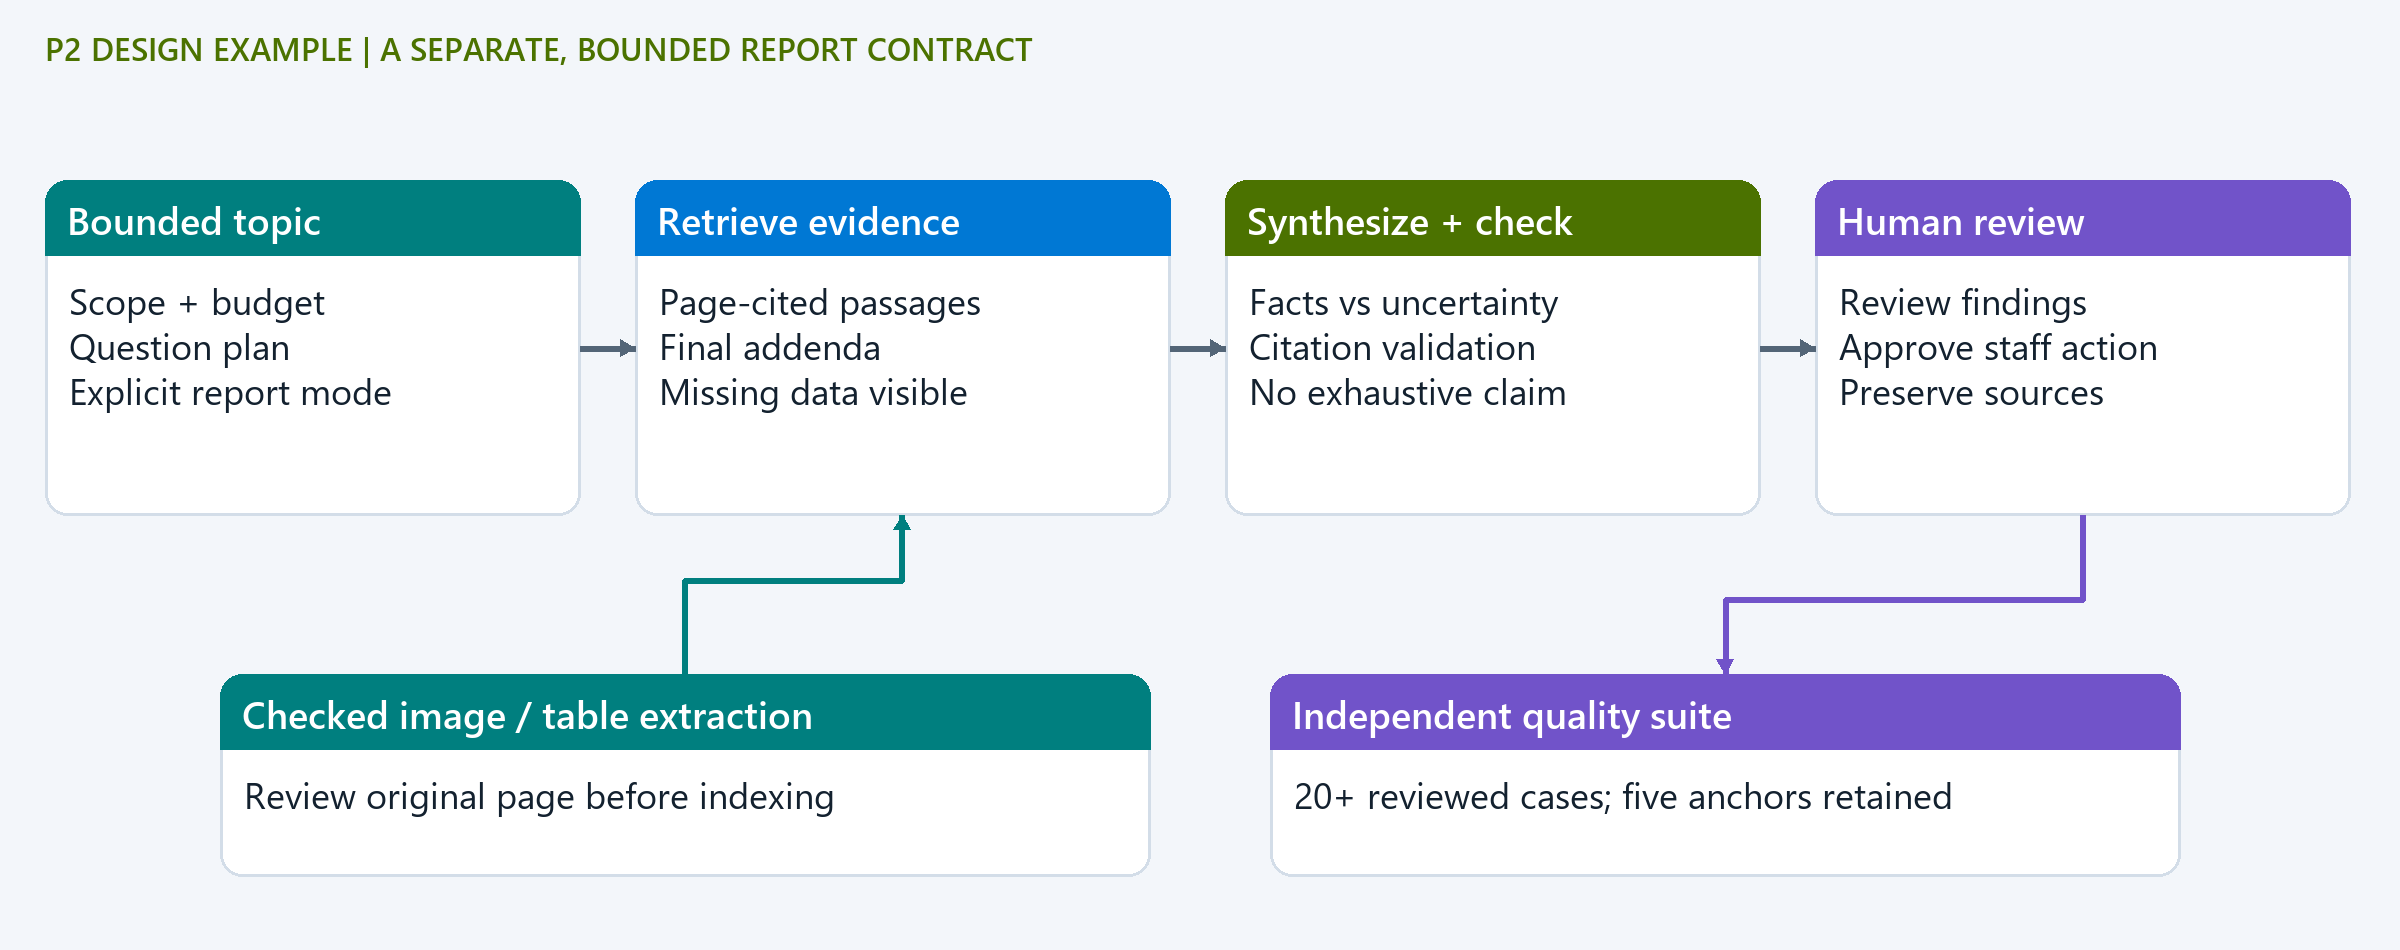 P2 DESIGN EXAMPLE | A SEPARATE, BOUNDED REPORT CONTRACT
Bounded topic
Scope + budget
Question plan
Explicit report mode
Retrieve evidence
Page-cited passages
Final addenda
Missing data visible
Synthesize + check
Facts vs uncertainty
Citation validation
No exhaustive claim
Human review
Review findings
Approve staff action
Preserve sources
Checked image / table extraction
Review original page before indexing
Independent quality suite
20+ reviewed cases; five anchors retained